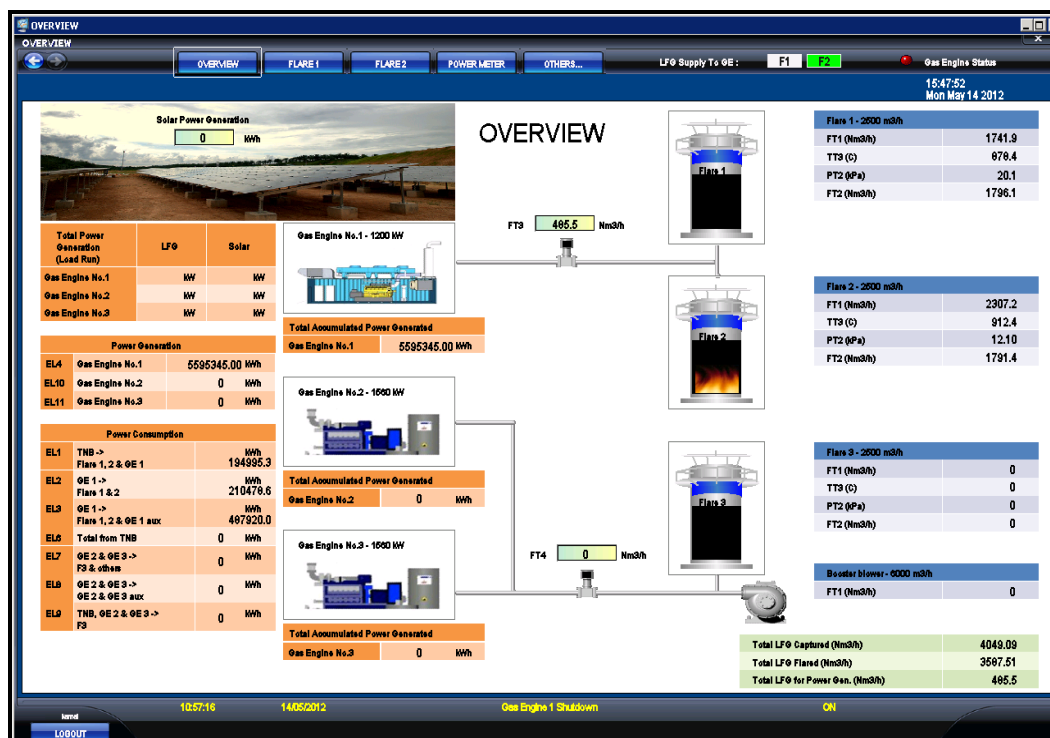 OVERVIEW
OVERVIEW
OVERVIEW FLARE 1 FLARE 2 POWER METER OTHERS... LFG Supply To GE : F1 F2 Gas Engine Status
15:47:52
Mon May 14 2012
Solar Power Generation
0 kWh
OVERVIEW
Total Power Generation (Load Run) LFG Solar
Gas Engine No.1 kW kW
Gas Engine No.2 kW kW
Gas Engine No.3 kW kW
Power Generation
EL4 Gas Engine No.1 5595345.00 kWh
EL10 Gas Engine No.2 0 kWh
EL11 Gas Engine No.3 0 kWh
Power Consumption
EL1 TNB -> kWh
Flare 1, 2 & GE 1 194995.3
EL2 GE 1 -> kWh
Flare 1 & 2 210470.6
EL3 GE 1 -> kWh
Flare 1, 2 & GE 1 aux 407920.0
EL6 Total from TNB 0 kWh
EL7 GE 2 & GE 3 -> 0 kWh
F3 & others
EL8 GE 2 & GE 3 -> 0 kWh
GE 2 & GE 3 aux
EL9 TNB, GE 2 & GE 3 -> 0 kWh
F3
Gas Engine No.1 - 1200 kW
Total Accumulated Power Generated
Gas Engine No.1 5595345.00 kWh
Gas Engine No.2 - 1560 kW
Total Accumulated Power Generated
Gas Engine No.2 0 kWh
Gas Engine No.3 - 1560 kW
Total Accumulated Power Generated
Gas Engine No.3 0 kWh
FT3 485.5 Nm3/h
FT4 0 Nm3/h
Flare 1
Flare 2
Flare 3
Flare 1 - 2500 m3/h
FT1 (Nm3/h) 1741.9
TT3 (C) 878.4
PT2 (kPa) 20.1
FT2 (Nm3/h) 1796.1
Flare 2 - 2500 m3/h
FT1 (Nm3/h) 2307.2
TT3 (C) 912.4
PT2 (kPa) 12.10
FT2 (Nm3/h) 1791.4
Flare 3 - 2500 m3/h
FT1 (Nm3/h) 0
TT3 (C) 0
PT2 (kPa) 0
FT2 (Nm3/h) 0
Booster blower - 6000 m3/h
FT1 (Nm3/h) 0
Total LFG Captured (Nm3/h) 4049.09
Total LFG Flared (Nm3/h) 3587.51
Total LFG for Power Gen. (Nm3/h) 485.5
10:57:16 14/05/2012 Gas Engine 1 Shutdown ON
LOGOUT